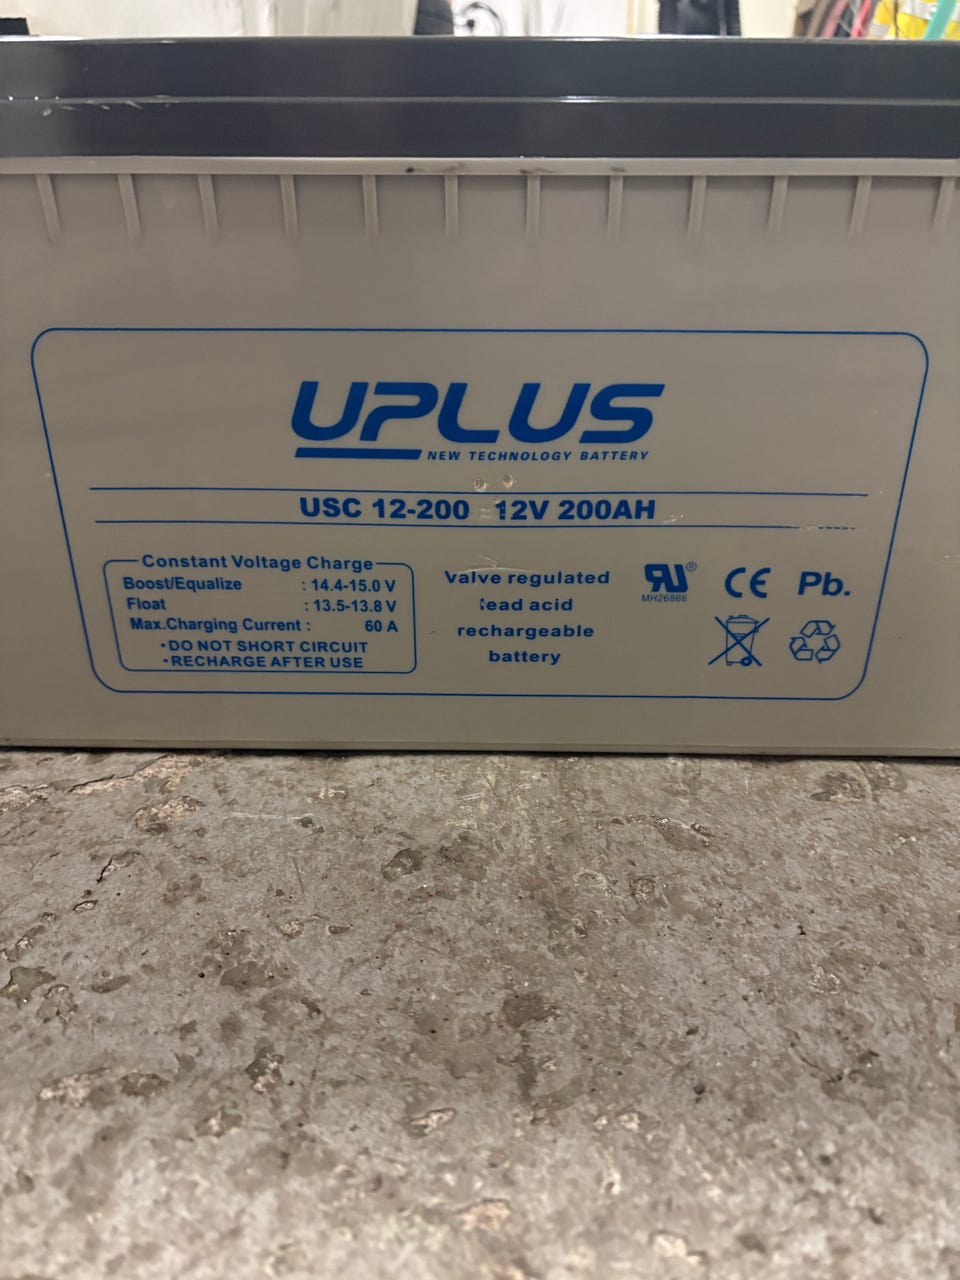 UPLUS
NEW TECHNOLOGY BATTERY
USC 12-200 12V 200AH
Constant Voltage Charge
Boost/Equalize : 14.4-15.0 V
Float : 13.5-13.8 V
Max.Charging Current : 60 A
•DO NOT SHORT CIRCUIT
•RECHARGE AFTER USE
Valve regulated
lead acid
rechargeable
battery
RU®
MH26866
CE
Pb.